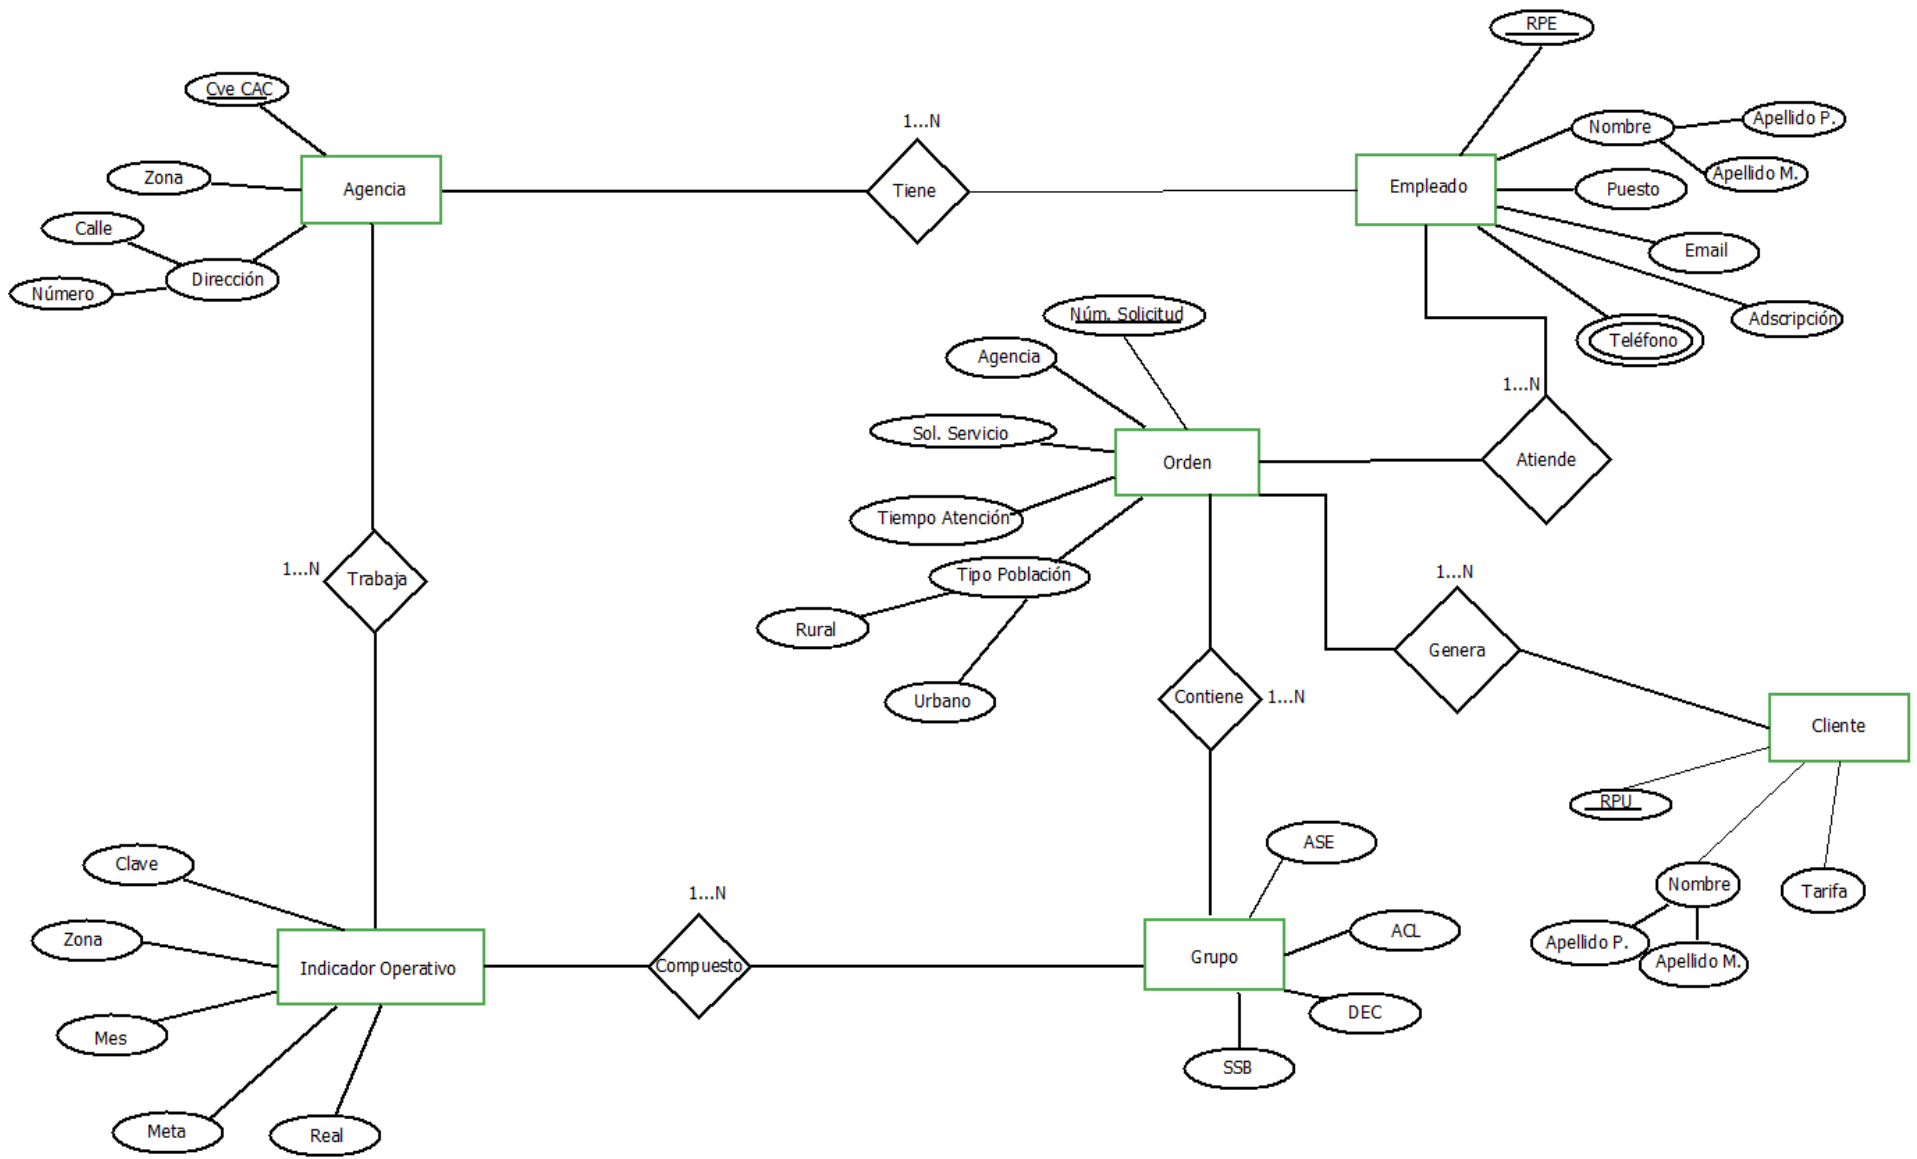 RPE
Cve CAC
1...N
Nombre
Apellido P.
Zona
Agencia
Tiene
Empleado
Apellido M.
Puesto
Calle
Email
Dirección
Número
Núm. Solicitud
Adscripción
Teléfono
Agencia
1...N
Sol. Servicio
Orden
Atiende
Tiempo Atención
1...N
Trabaja
Tipo Población
1...N
Rural
Genera
Urbano
Contiene
1...N
Cliente
RPU
ASE
Clave
1...N
Nombre
Tarifa
Zona
ACL
Apellido P.
Apellido M.
Indicador Operativo
Compuesto
Grupo
Mes
DEC
SSB
Meta
Real